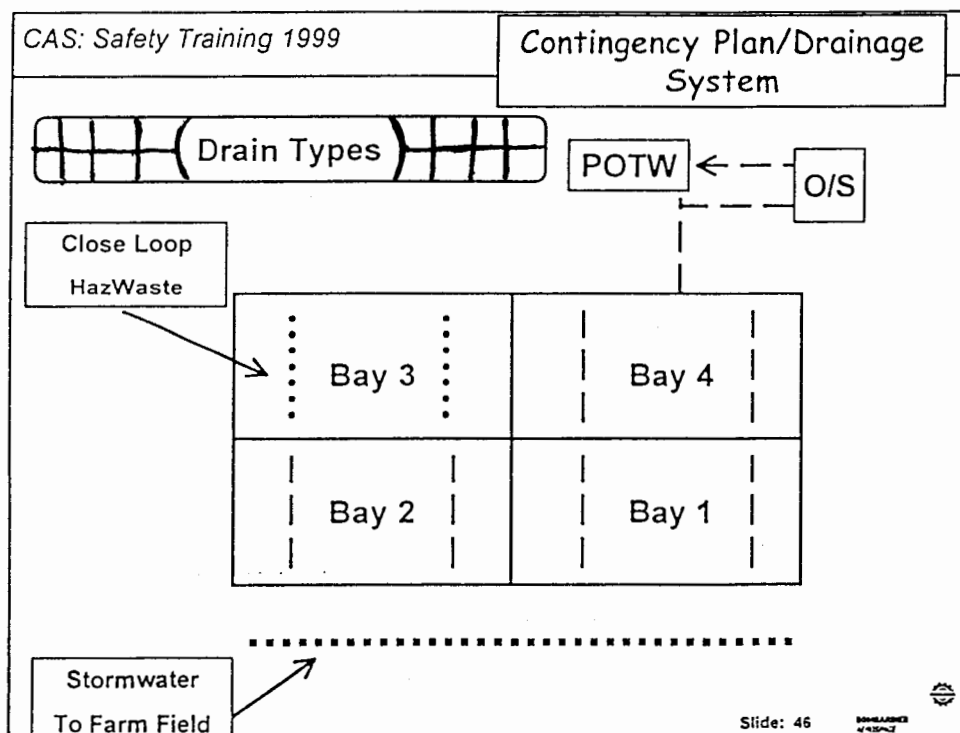 CAS: Safety Training 1999
Contingency Plan/Drainage
System
Drain Types
POTW
O/S
Close Loop
HazWaste
Bay 3
Bay 4
Bay 2
Bay 1
Stormwater
To Farm Field
Slide: 46